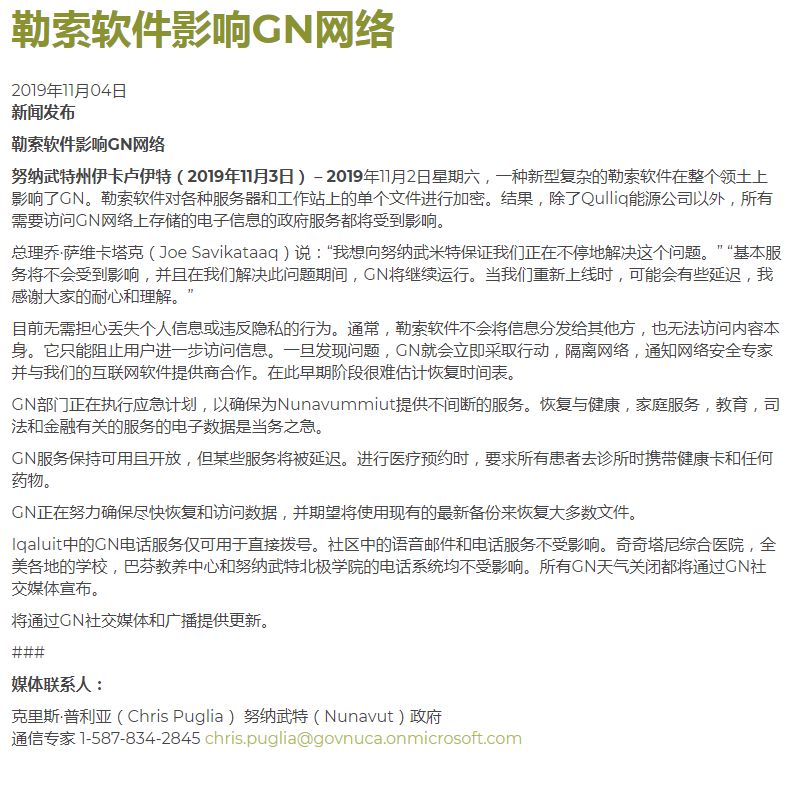 勒索软件影响GN网络
2019年11月04日
新闻发布
勒索软件影响GN网络
努纳武特州伊卡卢伊特（2019年11月3日） – 2019年11月2日星期六，一种新型复杂的勒索软件在整个领土上
影响了GN。勒索软件对各种服务器和工作站上的单个文件进行加密。结果，除了Qulliq能源公司以外，所有
需要访问GN网络上存储的电子信息的政府服务都将受到影响。
总理乔·萨维卡塔克（Joe Savikataaq）说：“我想向努纳武米特保证我们正在不停地解决这个问题。” “基本服
务将不会受到影响，并且在我们解决此问题期间，GN将继续运行。当我们重新上线时，可能会有些延迟，我
感谢大家的耐心和理解。”
目前无需担心丢失个人信息或违反隐私的行为。通常，勒索软件不会将信息分发给其他方，也无法访问内容本
身。它只能阻止用户进一步访问信息。一旦发现问题，GN就会立即采取行动，隔离网络，通知网络安全专家
并与我们的互联网软件提供商合作。在此早期阶段很难估计恢复时间表。
GN部门正在执行应急计划，以确保为Nunavummiut提供不间断的服务。恢复与健康，家庭服务，教育，司
法和金融有关的服务的电子数据是当务之急。
GN服务保持可用且开放，但某些服务将被延迟。进行医疗预约时，要求所有患者去诊所时携带健康卡和任何
药物。
GN正在努力确保尽快恢复和访问数据，并期望将使用现有的最新备份来恢复大多数文件。
Iqaluit中的GN电话服务仅可用于直接拨号。社区中的语音邮件和电话服务不受影响。奇奇塔尼综合医院，全
美各地的学校，巴芬教养中心和努纳武特北极学院的电话系统均不受影响。所有GN天气关闭都将通过GN社
交媒体宣布。
将通过GN社交媒体和广播提供更新。
###
媒体联系人：
克里斯·普利亚（Chris Puglia） 努纳武特（Nunavut）政府
通信专家 1-587-834-2845 chris.puglia@govnuca.onmicrosoft.com